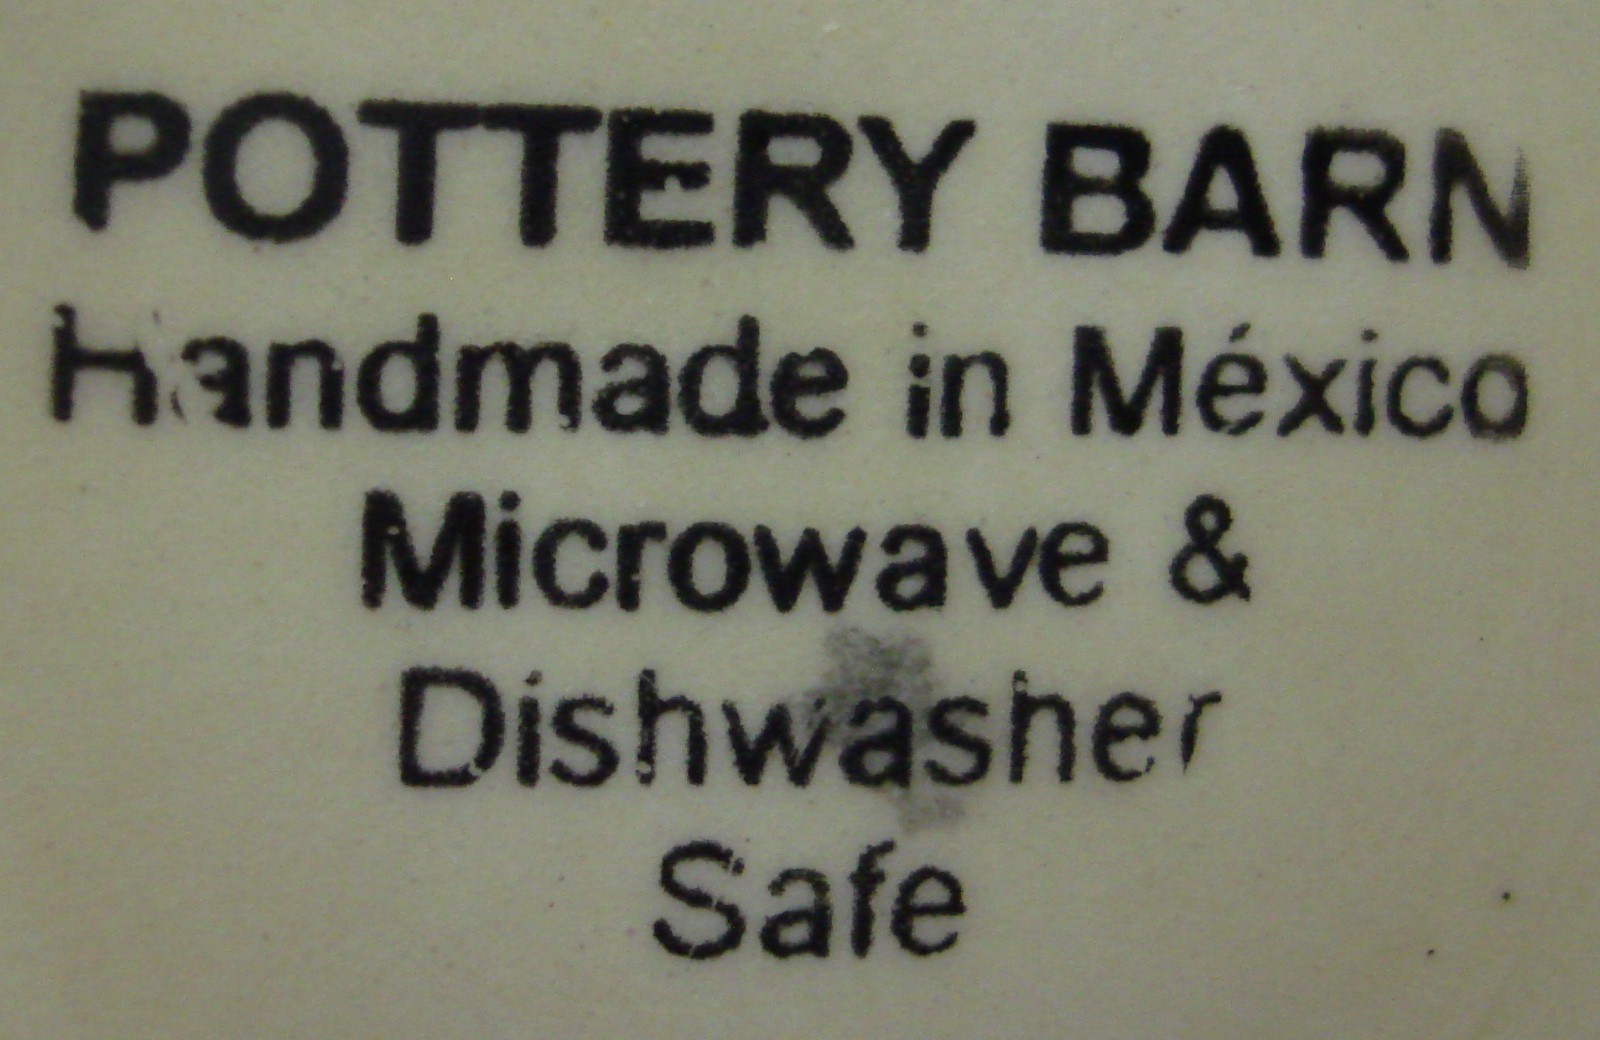 POTTERY BARN
Handmade in México
Microwave &
Dishwasher
Safe